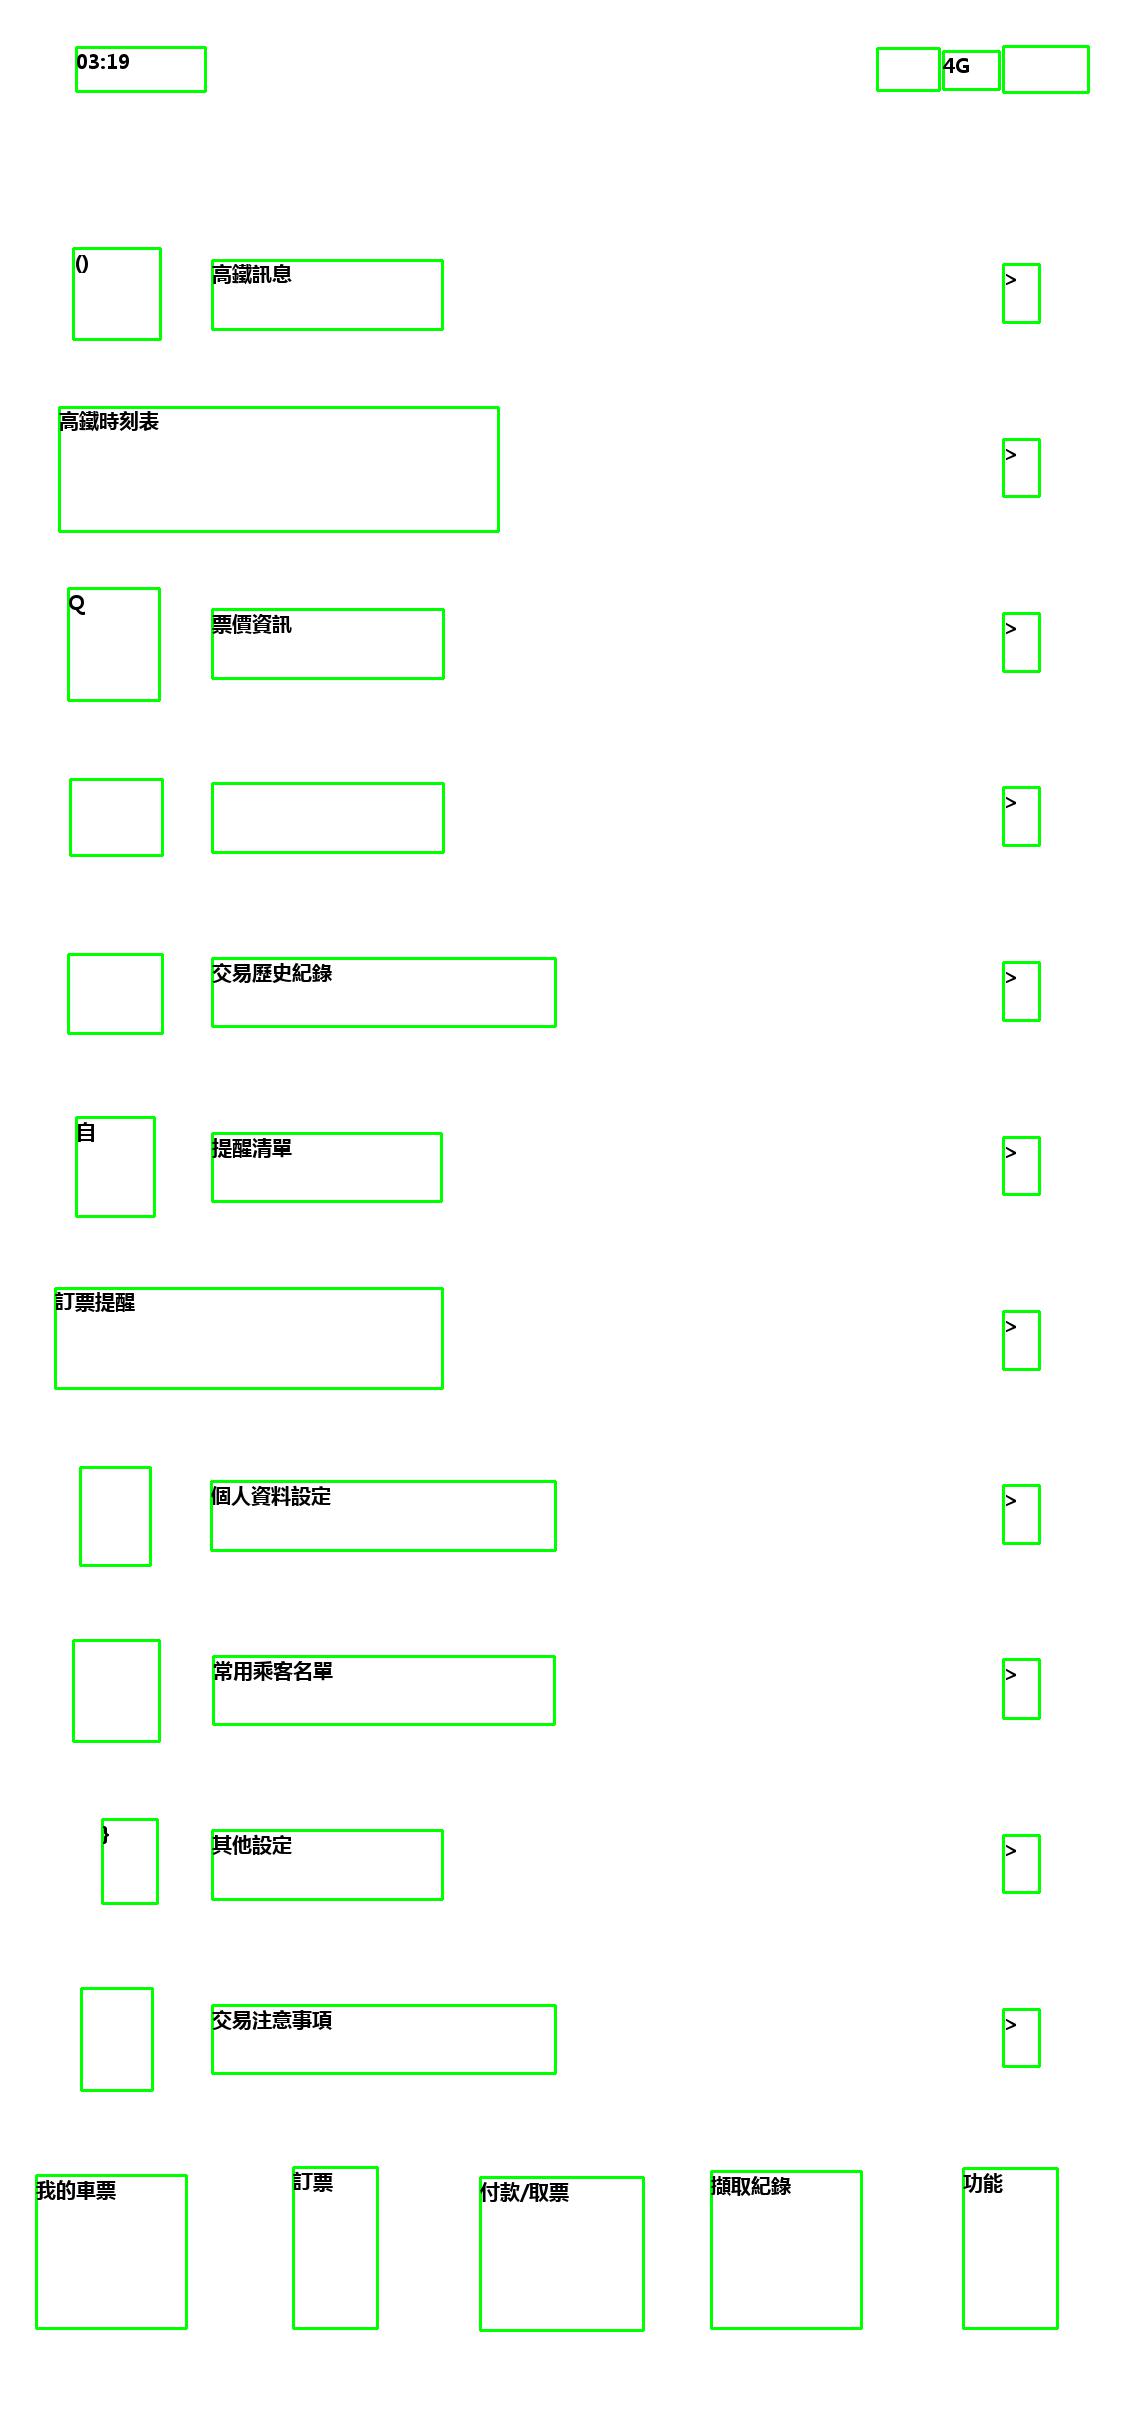 03:19 4G
() 高鐵訊息 >
高鐵時刻表 >
Q 票價資訊 >
>
交易歷史紀錄 >
自 提醒清單 >
訂票提醒 >
個人資料設定 >
常用乘客名單 >
} 其他設定 >
交易注意事項 >
我的車票 訂票 付款/取票 擷取紀錄 功能